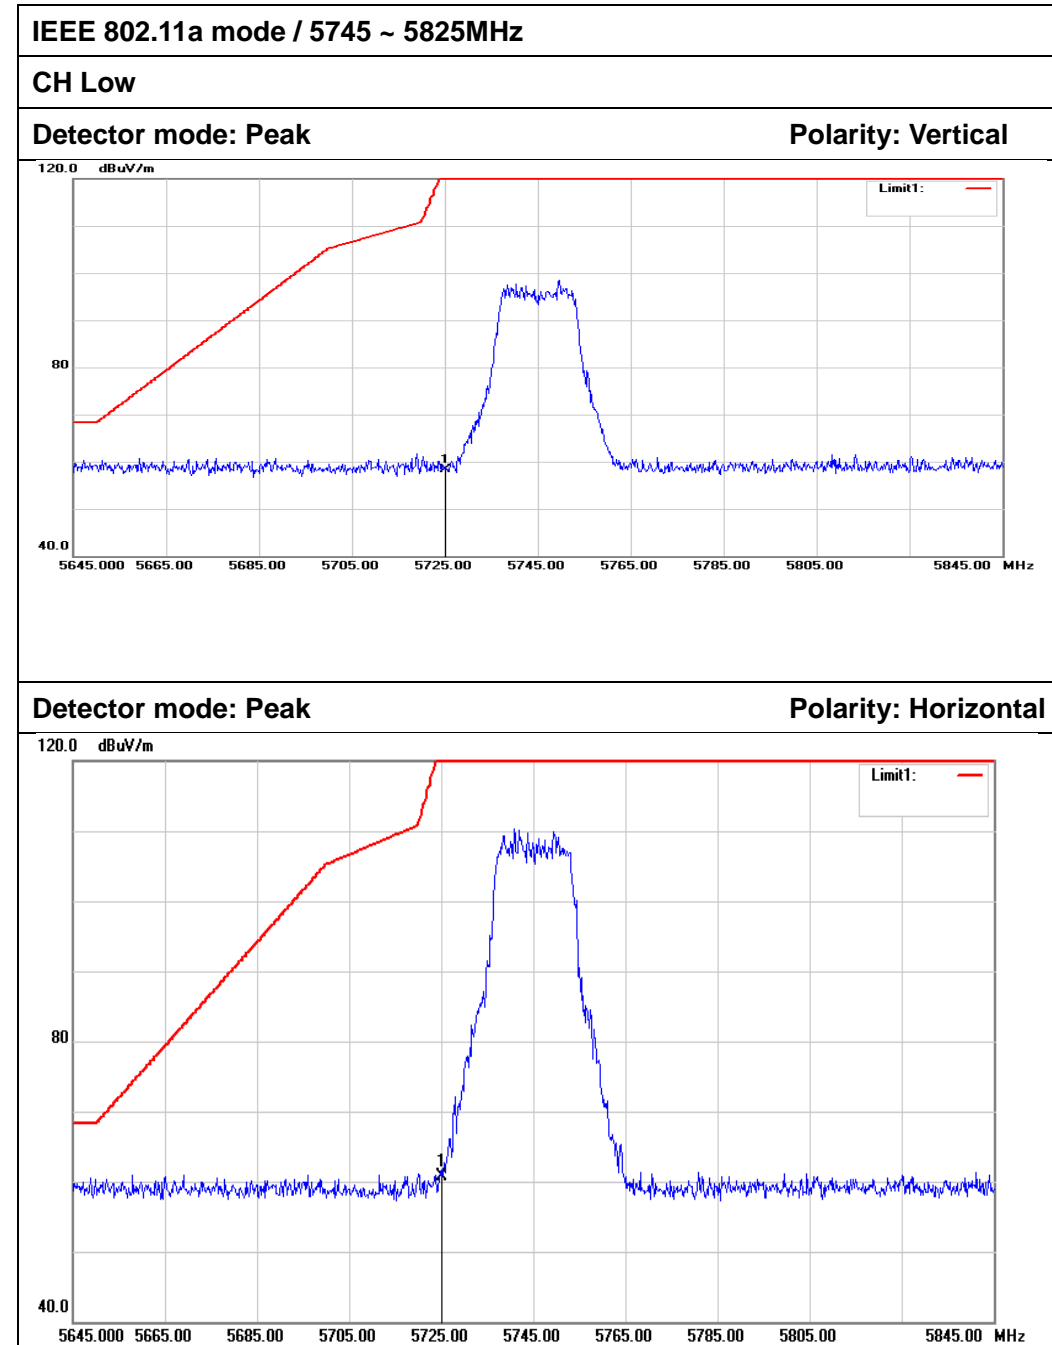 IEEE 802.11a mode / 5745 ~ 5825MHz
CH Low
Detector mode: Peak Polarity: Vertical
120.0 dBuV/m
Limit1:
80
1
40.0
5645.000 5665.00 5685.00 5705.00 5725.00 5745.00 5765.00 5785.00 5805.00 5845.00 MHz
Detector mode: Peak Polarity: Horizontal
120.0 dBuV/m
Limit1:
80
1
40.0
5645.000 5665.00 5685.00 5705.00 5725.00 5745.00 5765.00 5785.00 5805.00 5845.00 MHz